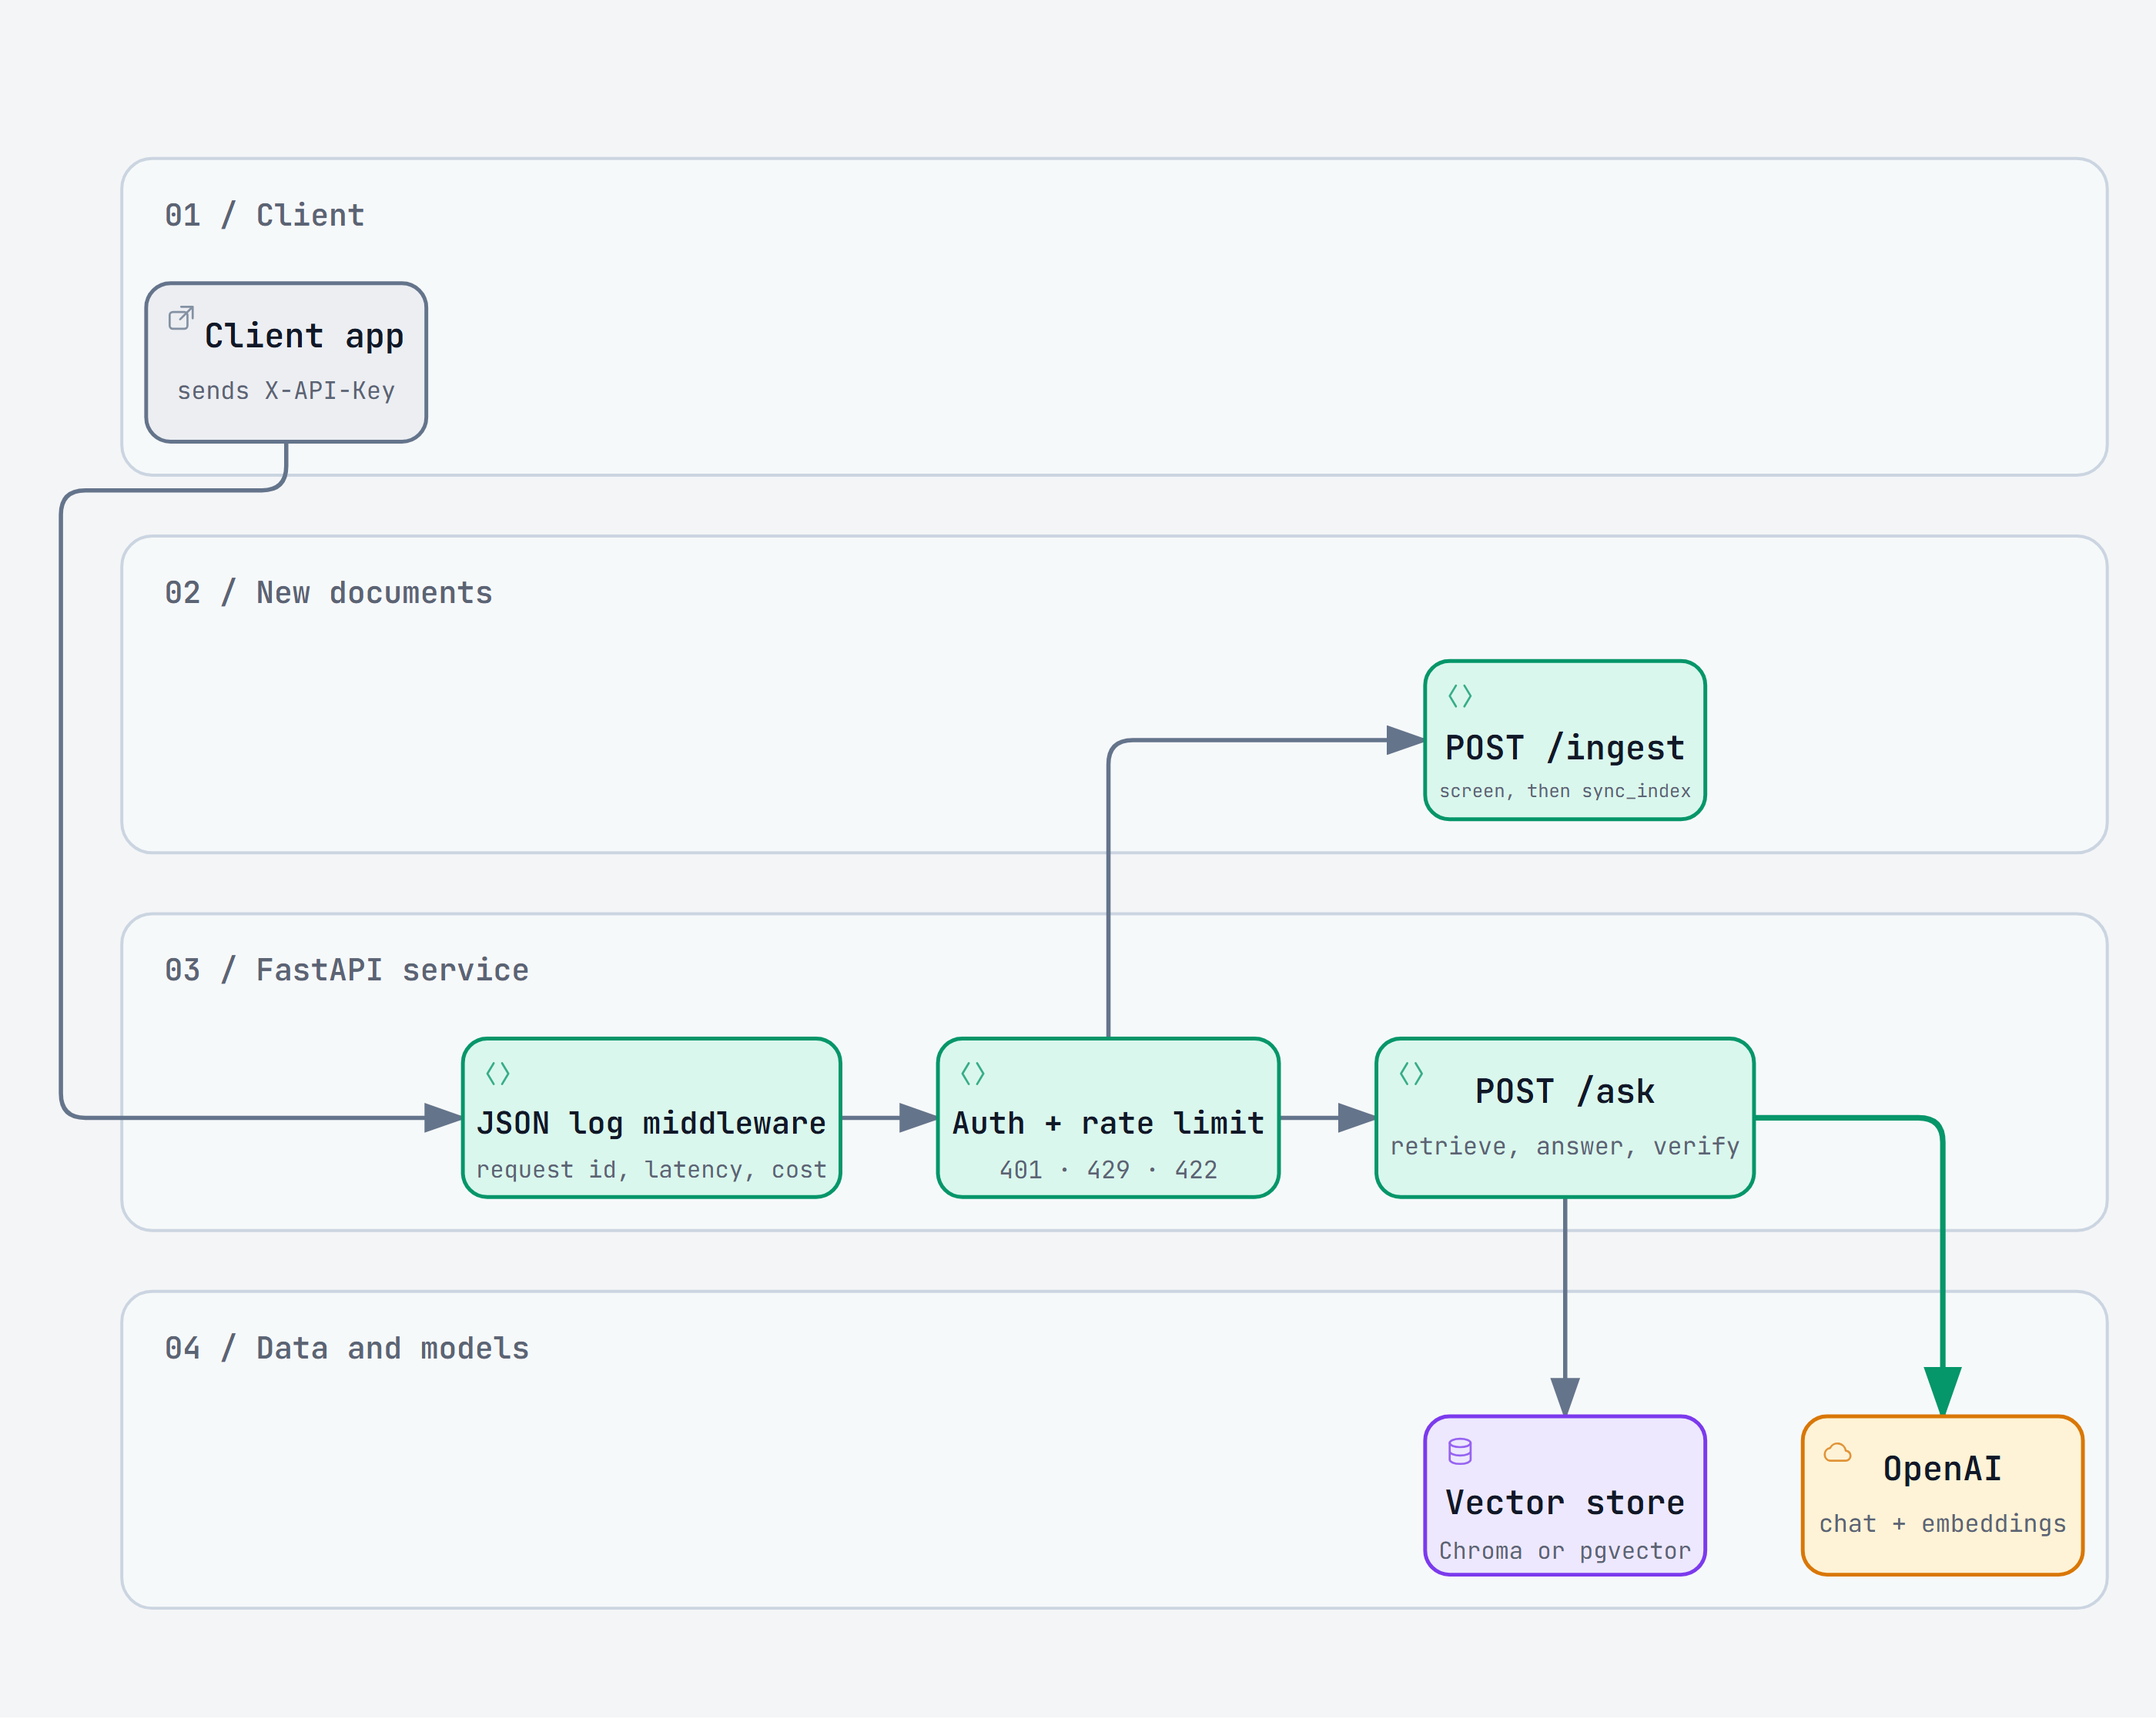 01 / Client
Client app
sends X-API-Key
02 / New documents
POST /ingest
screen, then sync_index
03 / FastAPI service
JSON log middleware
request id, latency, cost
Auth + rate limit
401 · 429 · 422
POST /ask
retrieve, answer, verify
04 / Data and models
Vector store
Chroma or pgvector
OpenAI
chat + embeddings